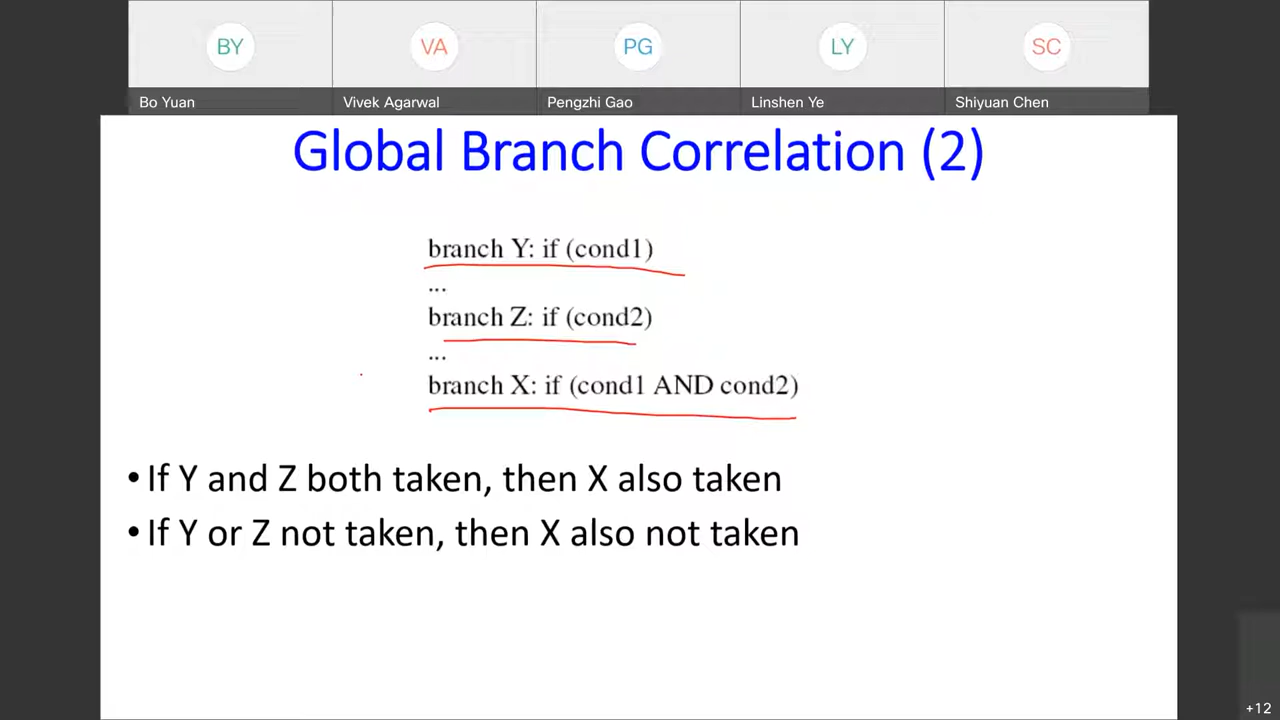 BY VA PG LY SC
Bo Yuan Vivek Agarwal Pengzhi Gao Linshen Ye Shiyuan Chen
Global Branch Correlation (2)
branch Y: if (cond1)
...
branch Z: if (cond2)
...
branch X: if (cond1 AND cond2)
•If Y and Z both taken, then X also taken
•If Y or Z not taken, then X also not taken
+12